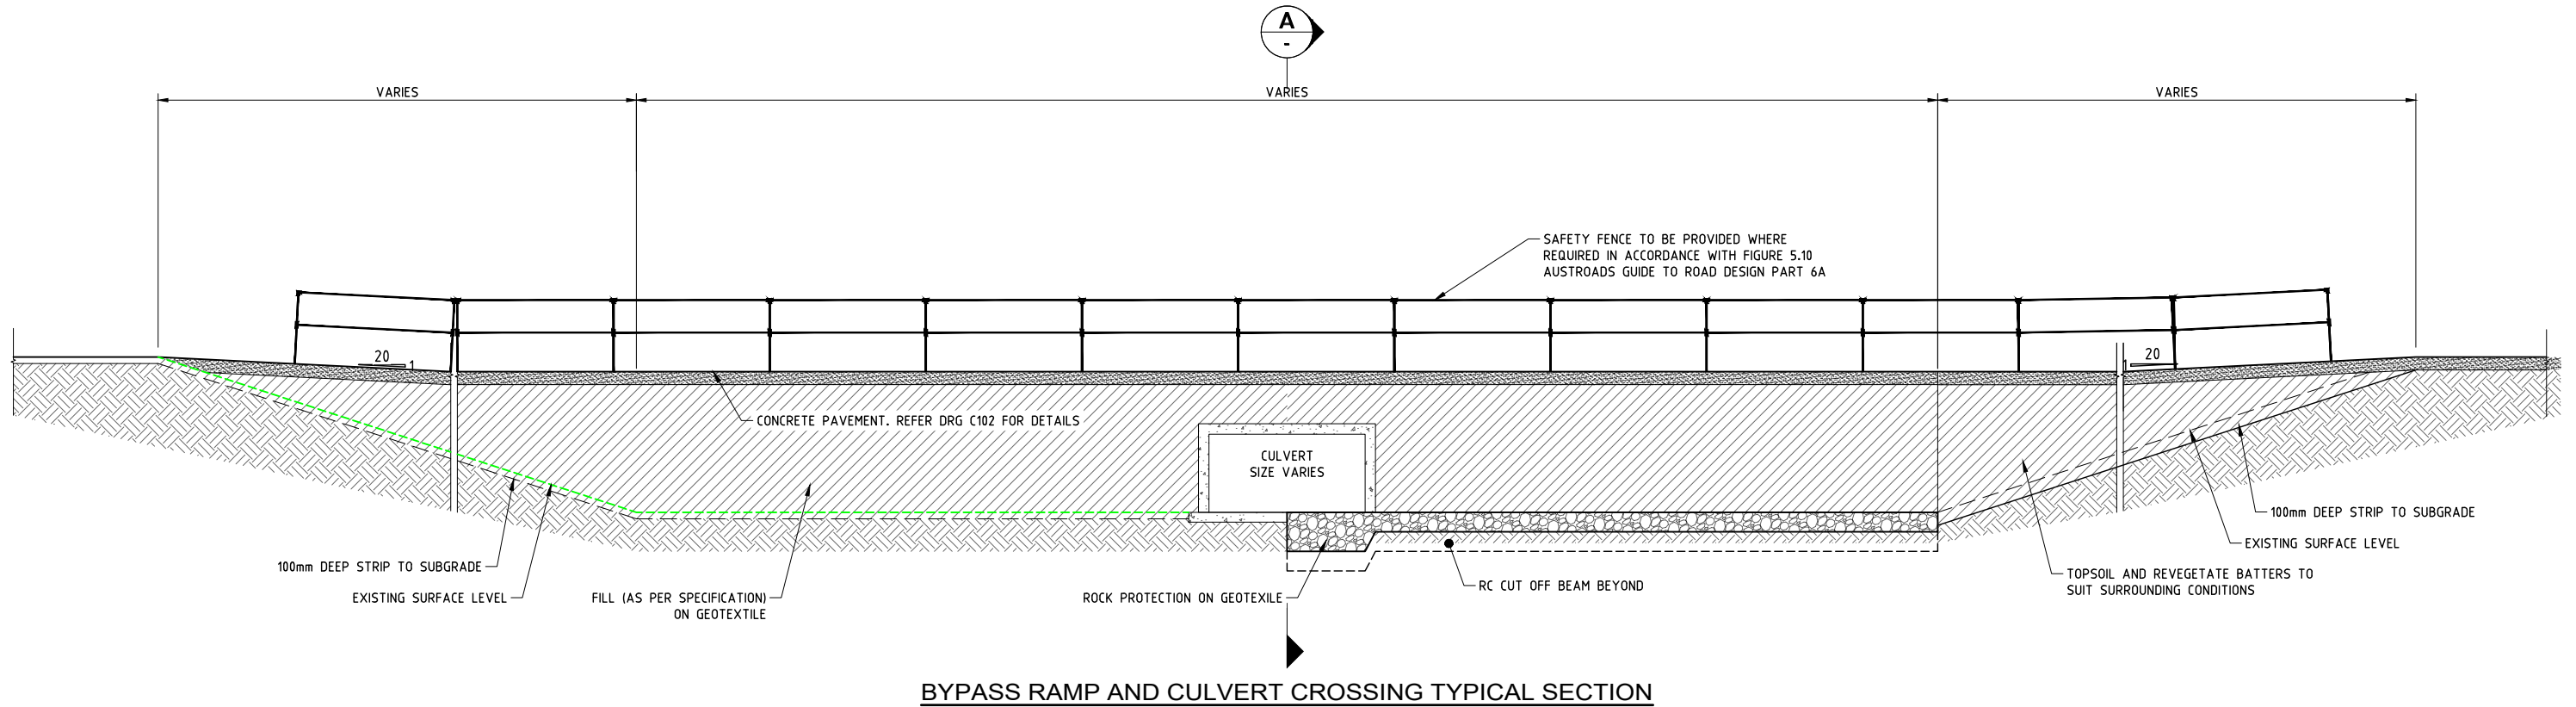 A
-
VARIES
VARIES
VARIES
SAFETY FENCE TO BE PROVIDED WHERE
REQUIRED IN ACCORDANCE WITH FIGURE 5.10
AUSTROADS GUIDE TO ROAD DESIGN PART 6A
20
1
1
20
CONCRETE PAVEMENT. REFER DRG C102 FOR DETAILS
CULVERT
SIZE VARIES
100mm DEEP STRIP TO SUBGRADE
EXISTING SURFACE LEVEL
FILL (AS PER SPECIFICATION)
ON GEOTEXTILE
ROCK PROTECTION ON GEOTEXILE
RC CUT OFF BEAM BEYOND
100mm DEEP STRIP TO SUBGRADE
EXISTING SURFACE LEVEL
TOPSOIL AND REVEGETATE BATTERS TO
SUIT SURROUNDING CONDITIONS
BYPASS RAMP AND CULVERT CROSSING TYPICAL SECTION